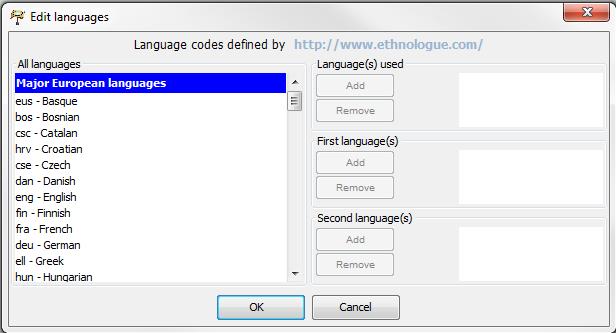 Edit languages
Language codes defined by http://www.ethnologue.com/
All languages
Major European languages
eus - Basque
bos - Bosnian
csc - Catalan
hrv - Croatian
cse - Czech
dan - Danish
eng - English
fin - Finnish
fra - French
deu - German
ell - Greek
hun - Hungarian
Language(s) used
Add
Remove
First language(s)
Add
Remove
Second language(s)
Add
Remove
OK
Cancel